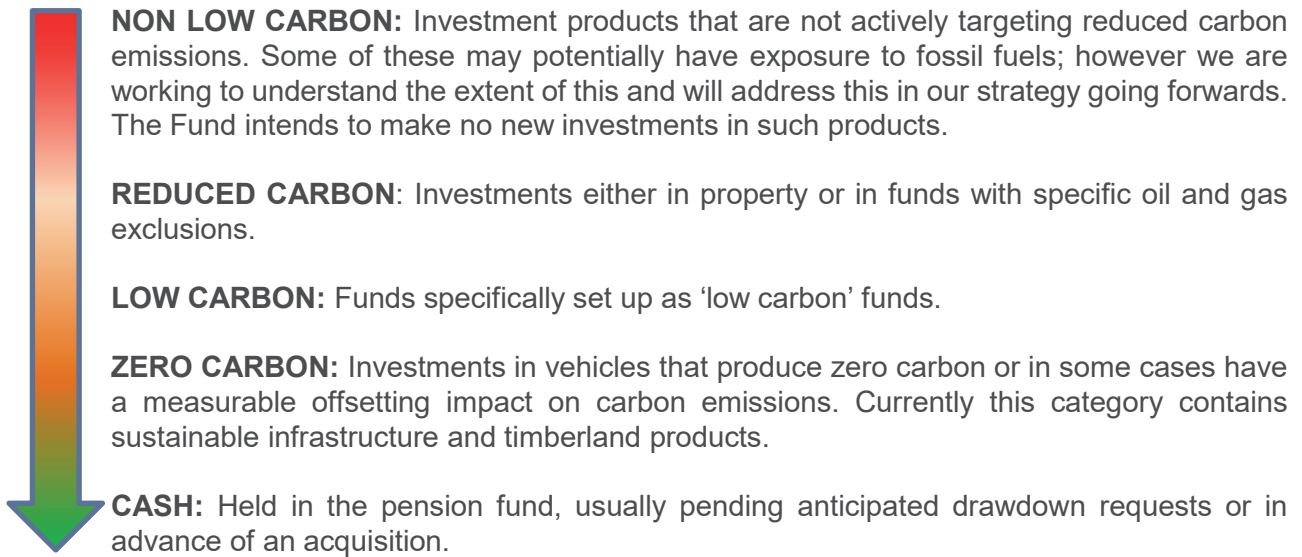 NON LOW CARBON: Investment products that are not actively targeting reduced carbon
emissions. Some of these may potentially have exposure to fossil fuels; however we are
working to understand the extent of this and will address this in our strategy going forwards.
The Fund intends to make no new investments in such products.
REDUCED CARBON: Investments either in property or in funds with specific oil and gas
exclusions.
LOW CARBON: Funds specifically set up as ‘low carbon’ funds.
ZERO CARBON: Investments in vehicles that produce zero carbon or in some cases have
a measurable offsetting impact on carbon emissions. Currently this category contains
sustainable infrastructure and timberland products.
CASH: Held in the pension fund, usually pending anticipated drawdown requests or in
advance of an acquisition.